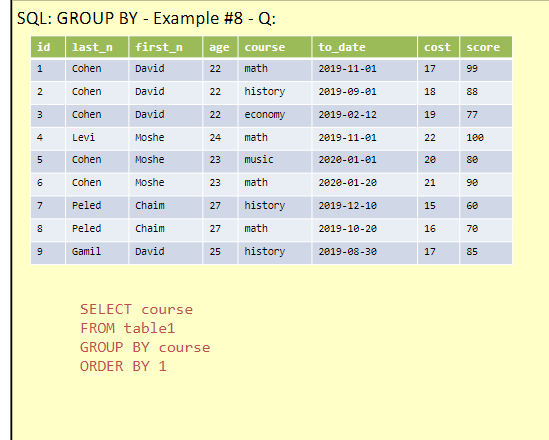 SQL: GROUP BY - Example #8 - Q:
id last_n first_n age course to_date cost score
1 Cohen David 22 math 2019-11-01 17 99
2 Cohen David 22 history 2019-09-01 18 88
3 Cohen David 22 economy 2019-02-12 19 77
4 Levi Moshe 24 math 2019-11-01 22 100
5 Cohen Moshe 23 music 2020-01-01 20 80
6 Cohen Moshe 23 math 2020-01-20 21 90
7 Peled Chaim 27 history 2019-12-10 15 60
8 Peled Chaim 27 math 2019-10-20 16 70
9 Gamil David 25 history 2019-08-30 17 85
SELECT course
FROM table1
GROUP BY course
ORDER BY 1